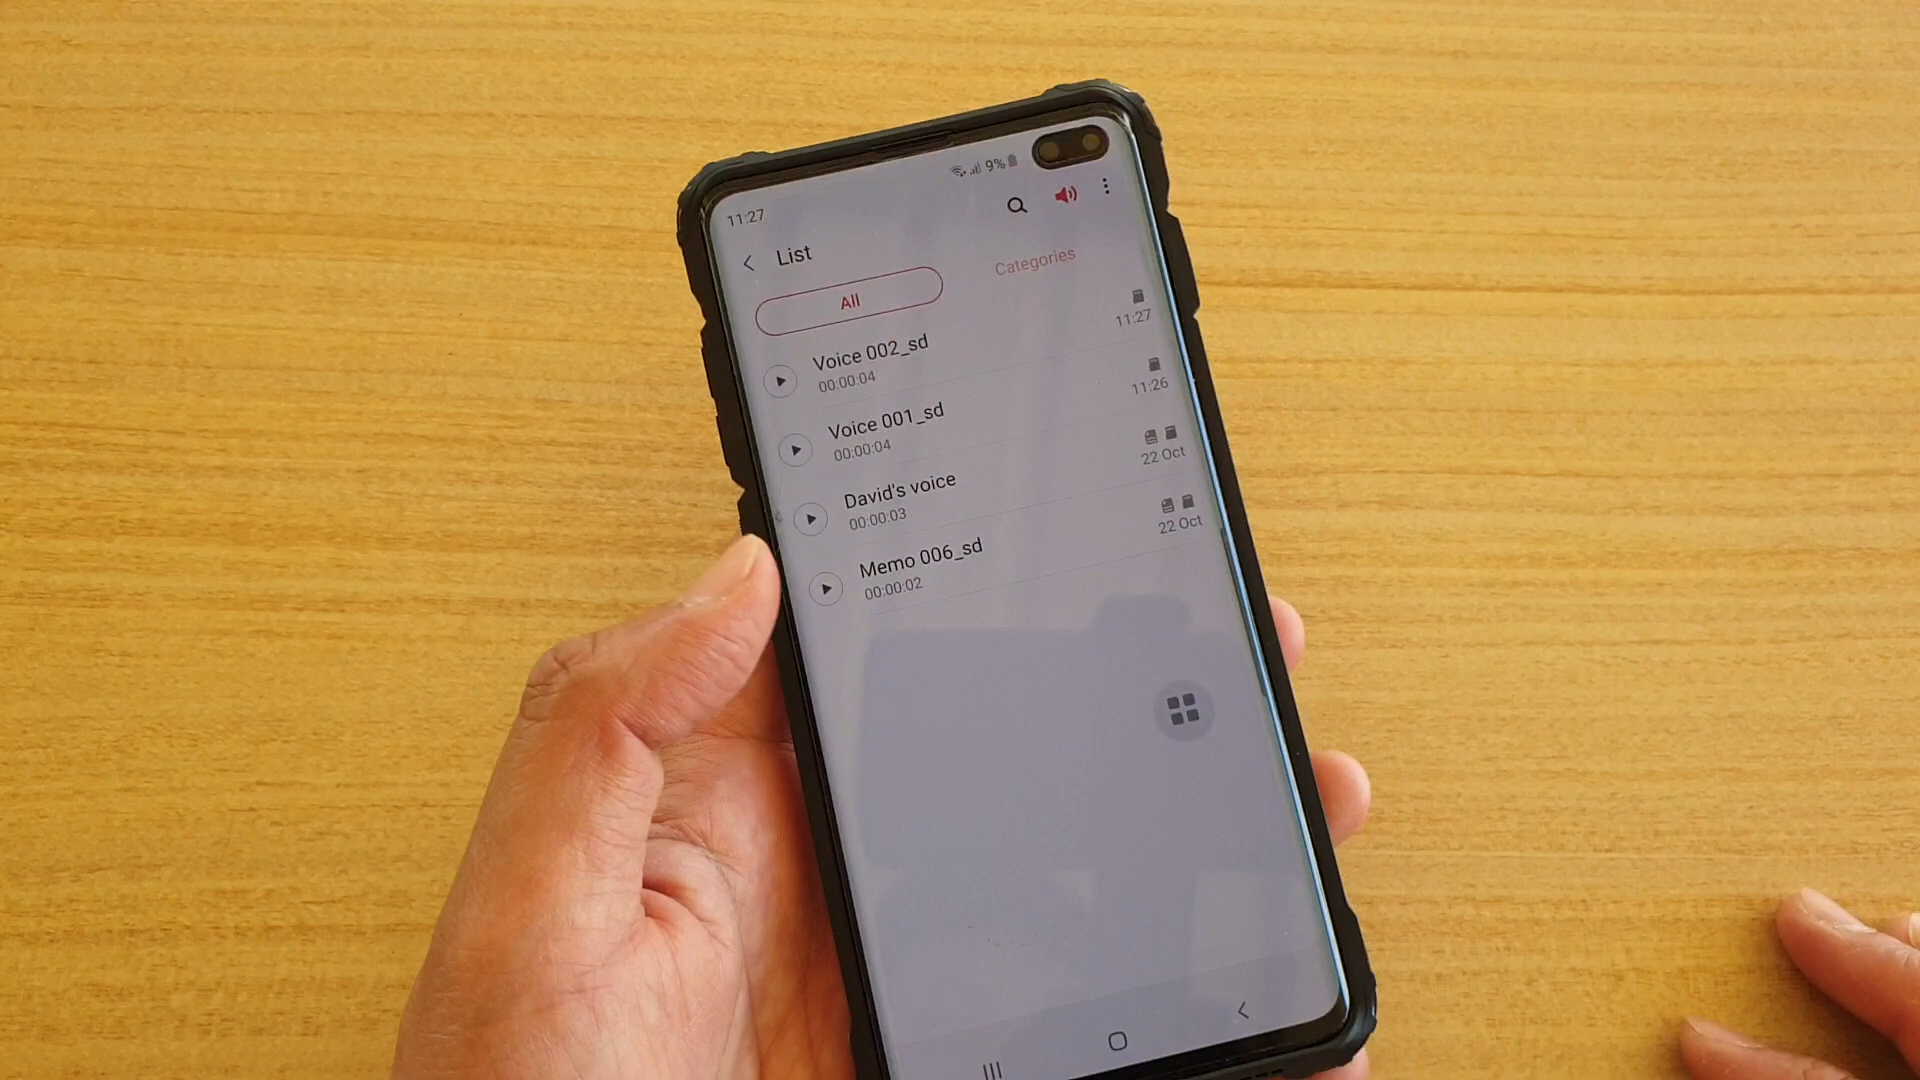 11:27
9%
List
All
Categories
Voice 002_sd
00:00:04
11:27
Voice 001_sd
00:00:04
11:26
David's voice
00:00:03
22 Oct
Memo 006_sd
00:00:02
22 Oct